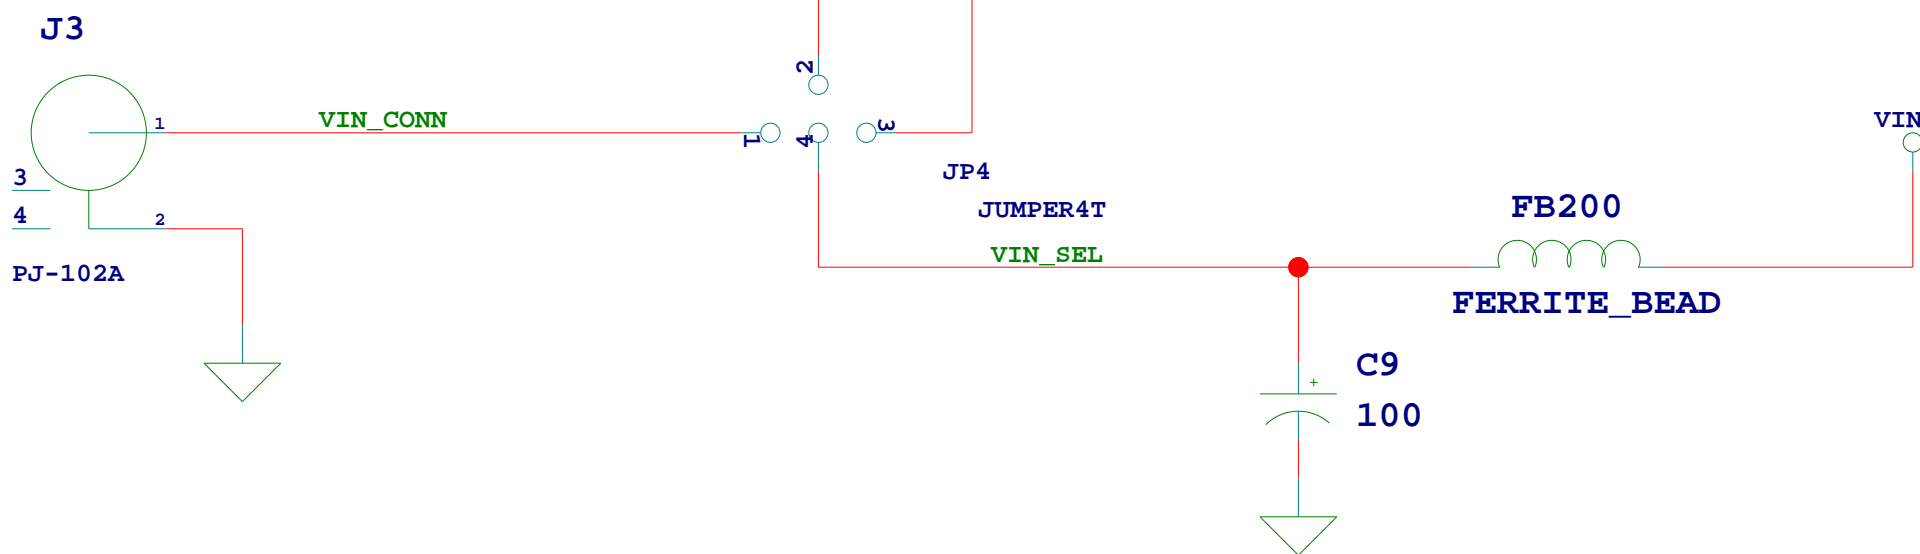 J3
2
1
VIN_CONN
1
4
3
VIN
3
JP4
4
2
JUMPER4T
FB200
VIN_SEL
PJ-102A
FERRITE_BEAD
C9
+
100